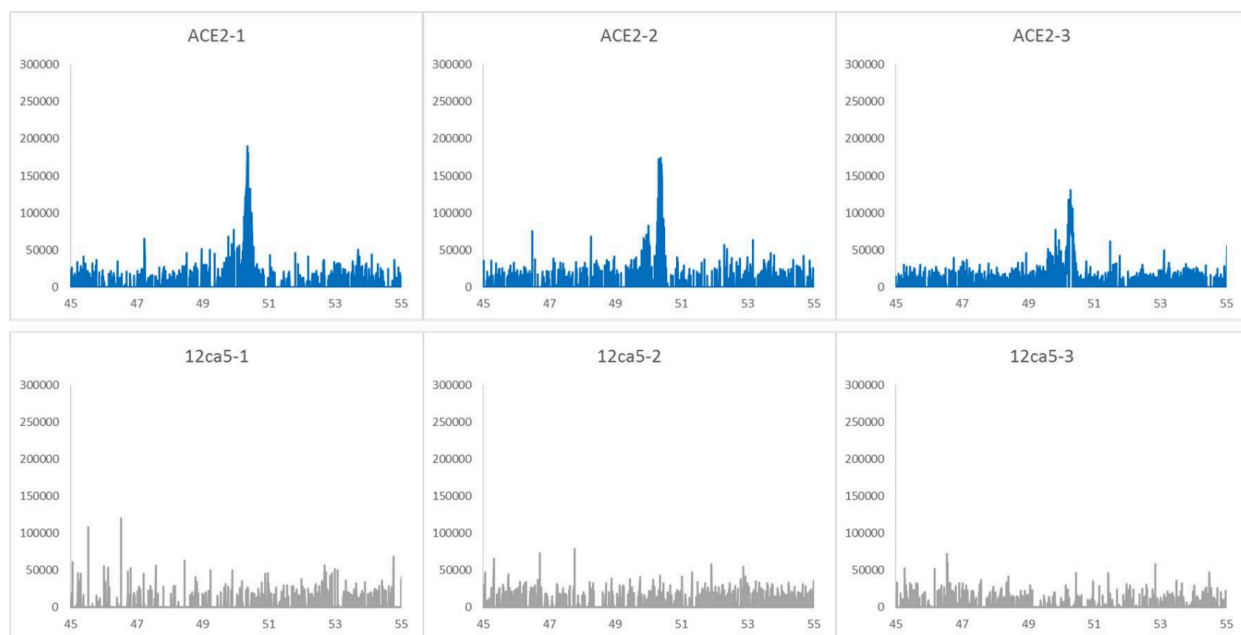 ACE2-1 ACE2-2 ACE2-3
300000 300000 300000
250000 250000 250000
200000 200000 200000
150000 150000 150000
100000 100000 100000
50000 50000 50000
0 0 0
45 47 49 51 53 55 45 47 49 51 53 55 45 47 49 51 53 55
12ca5-1 12ca5-2 12ca5-3
300000 300000 300000
250000 250000 250000
200000 200000 200000
150000 150000 150000
100000 100000 100000
50000 50000 50000
0 0 0
45 47 49 51 53 55 45 47 49 51 53 55 45 47 49 51 53 55